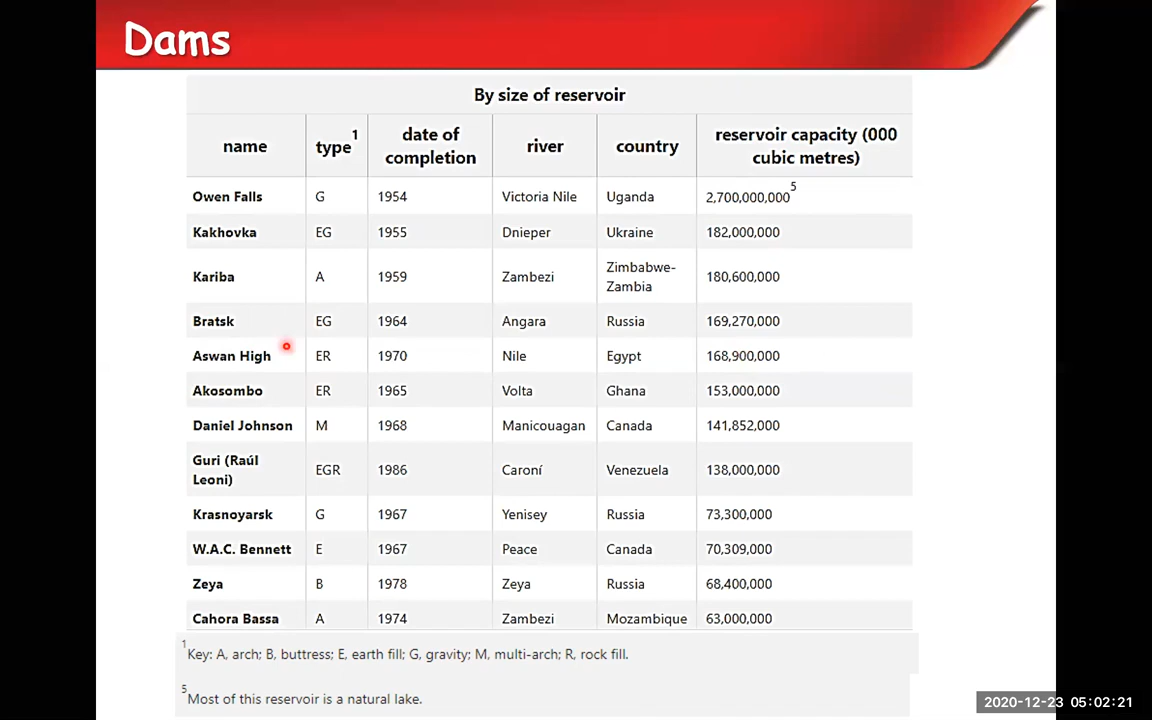 Dams
By size of reservoir
name type1 date of completion river country reservoir capacity (000 cubic metres)
Owen Falls G 1954 Victoria Nile Uganda 2,700,000,0005
Kakhovka EG 1955 Dnieper Ukraine 182,000,000
Kariba A 1959 Zambezi Zimbabwe-Zambia 180,600,000
Bratsk EG 1964 Angara Russia 169,270,000
Aswan High ER 1970 Nile Egypt 168,900,000
Akosombo ER 1965 Volta Ghana 153,000,000
Daniel Johnson M 1968 Manicouagan Canada 141,852,000
Guri (Raúl Leoni) EGR 1986 Caroní Venezuela 138,000,000
Krasnoyarsk G 1967 Yenisey Russia 73,300,000
W.A.C. Bennett E 1967 Peace Canada 70,309,000
Zeya B 1978 Zeya Russia 68,400,000
Cahora Bassa A 1974 Zambezi Mozambique 63,000,000
1Key: A, arch; B, buttress; E, earth fill; G, gravity; M, multi-arch; R, rock fill.
5Most of this reservoir is a natural lake.
2020-12-23 05:02:21